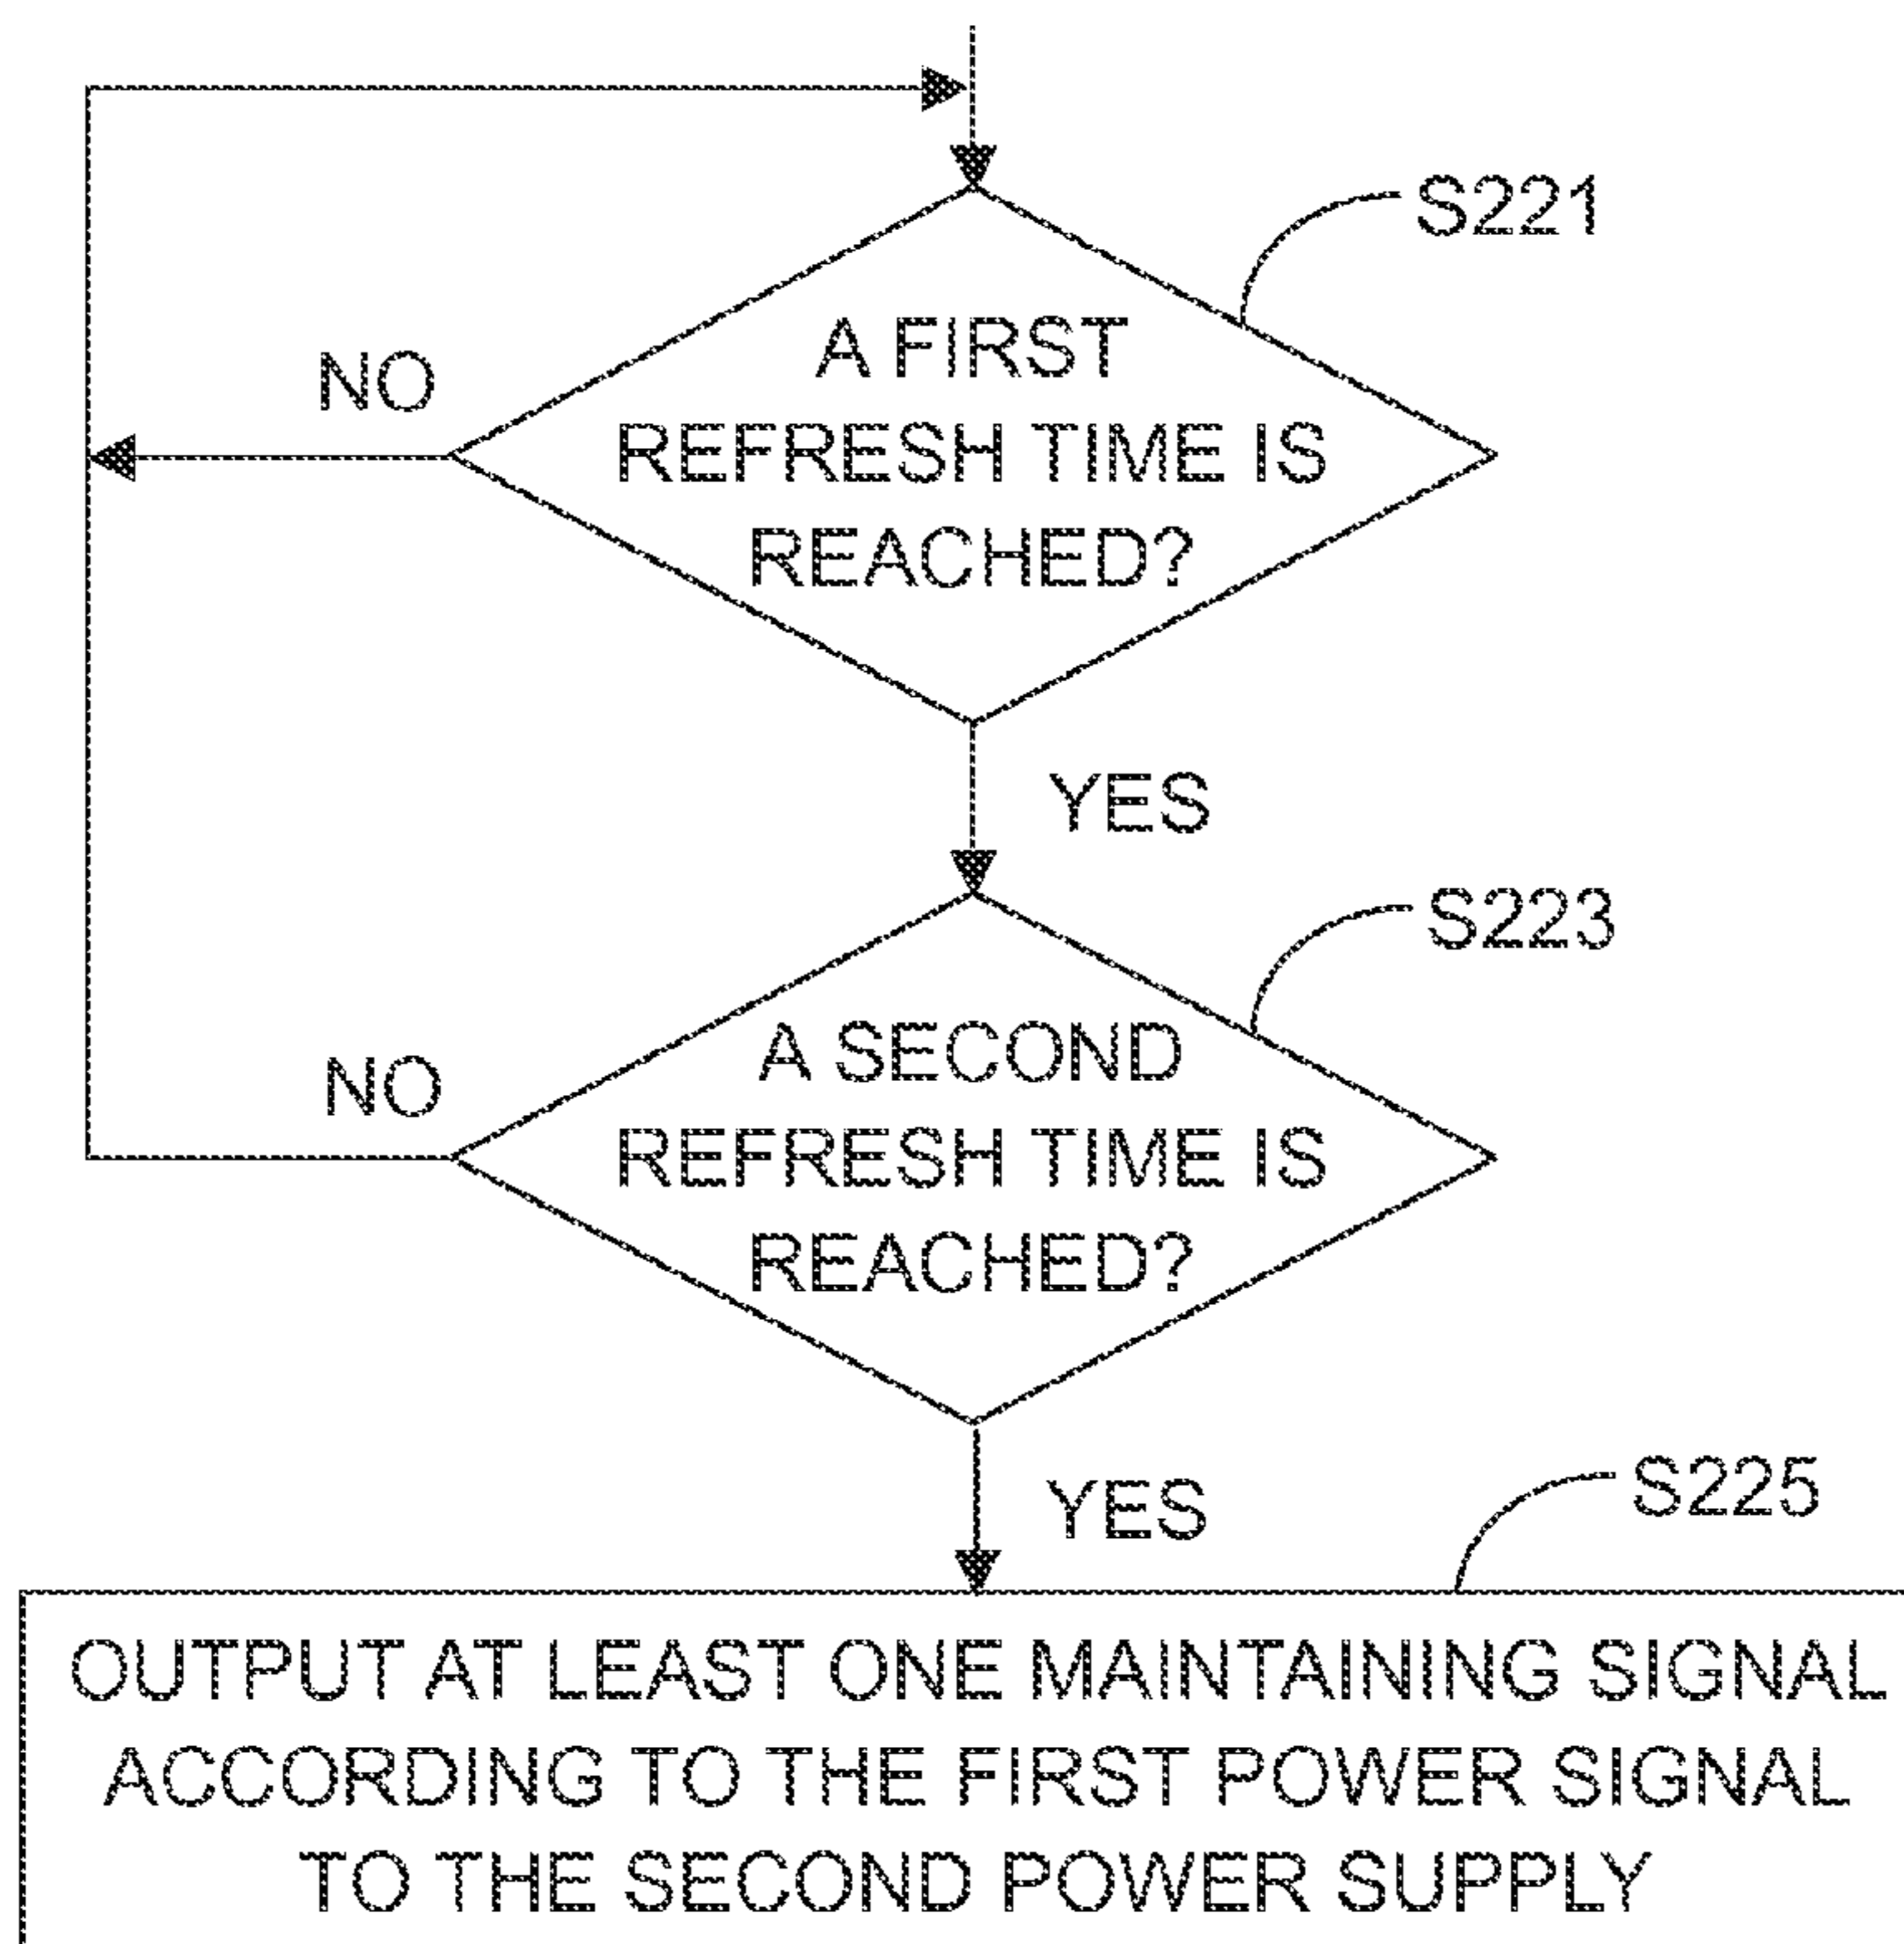 S221
A FIRST
REFRESH TIME IS
REACHED?
NO
YES
S223
A SECOND
REFRESH TIME IS
REACHED?
NO
YES
S225
OUTPUT AT LEAST ONE MAINTAINING SIGNAL
ACCORDING TO THE FIRST POWER SIGNAL
TO THE SECOND POWER SUPPLY